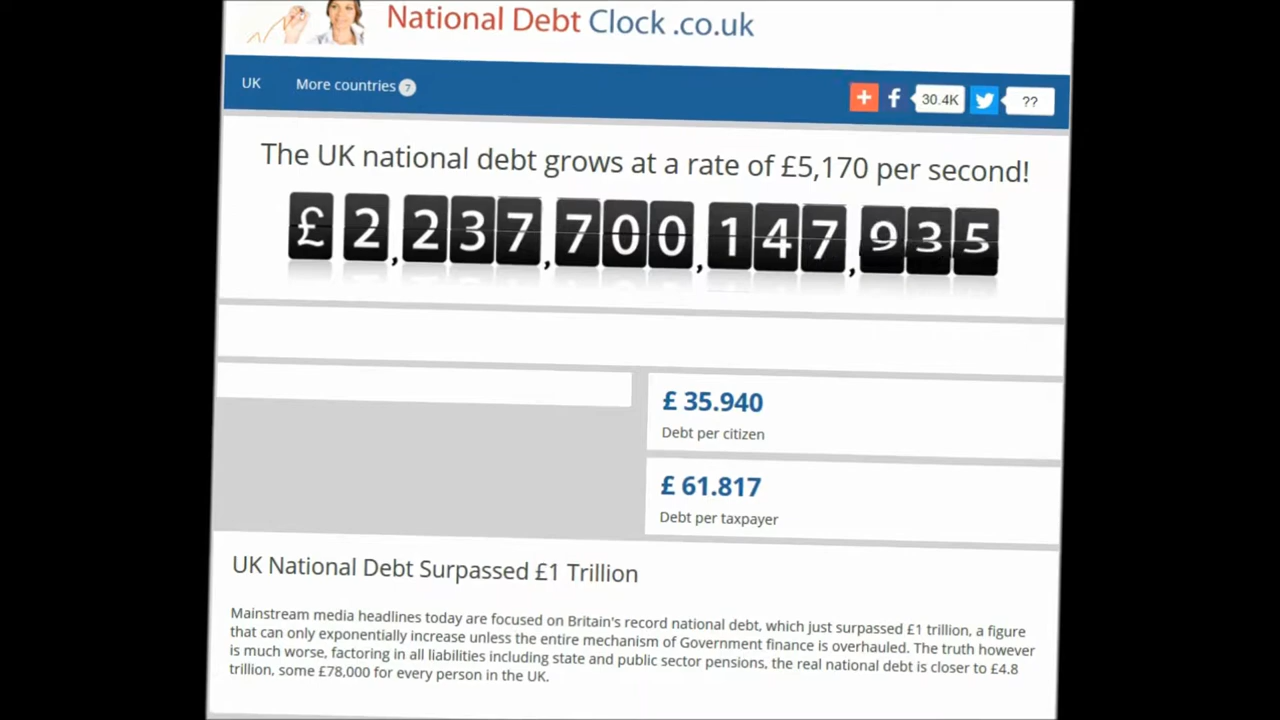 National Debt Clock .co.uk
UK More countries 7 30.4K ??
The UK national debt grows at a rate of £5,170 per second!
£2,237,700,147,935
£ 35.940
Debt per citizen
£ 61.817
Debt per taxpayer
UK National Debt Surpassed £1 Trillion
Mainstream media headlines today are focused on Britain's record national debt, which just surpassed £1 trillion, a figure
that can only exponentially increase unless the entire mechanism of Government finance is overhauled. The truth however
is much worse, factoring in all liabilities including state and public sector pensions, the real national debt is closer to £4.8
trillion, some £78,000 for every person in the UK.